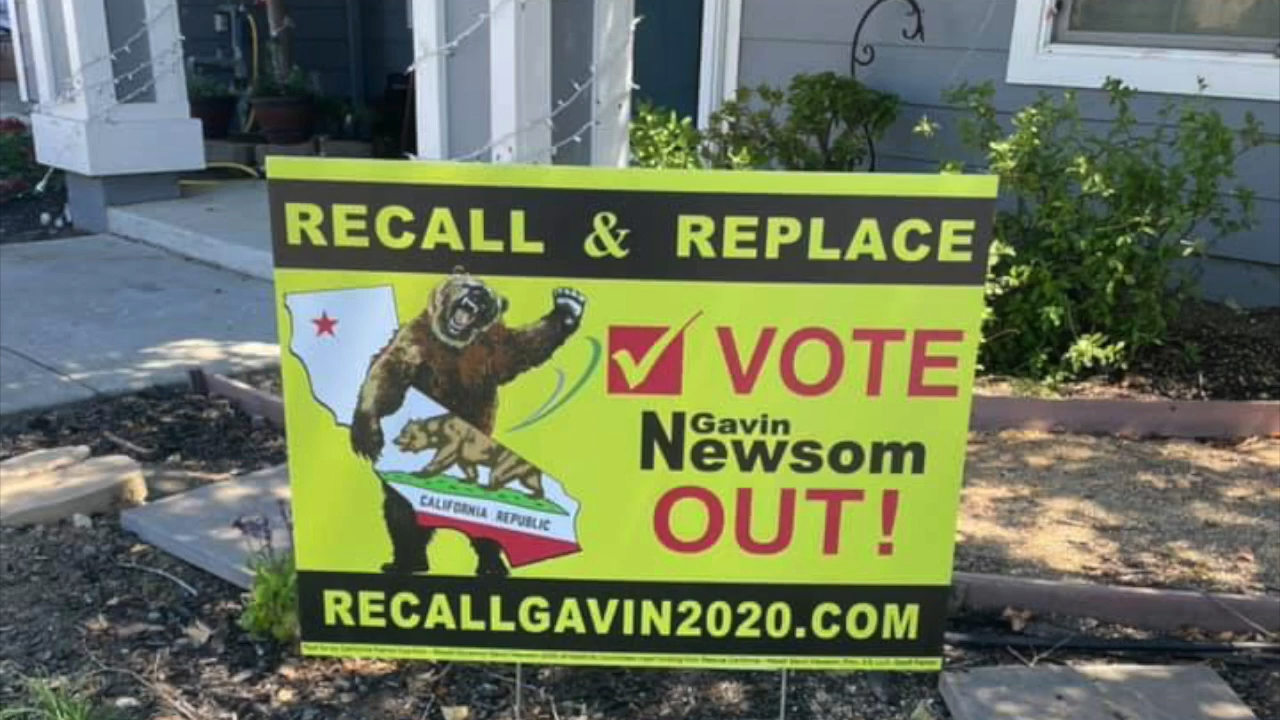 RECALL & REPLACE
VOTE
Gavin
Newsom
OUT!
CALIFORNIA REPUBLIC
RECALLGAVIN2020.COM